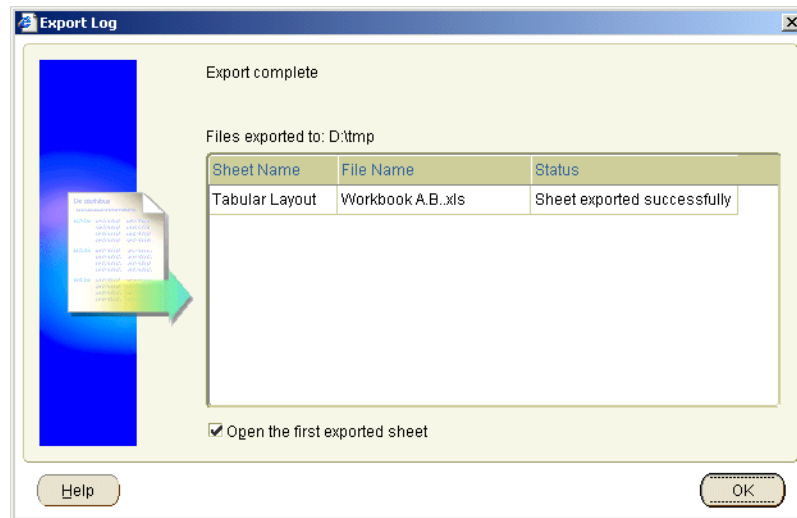 Export Log
Export complete
Files exported to: D:\tmp
Sheet Name File Name Status
Tabular Layout Workbook A.B..xls Sheet exported successfully
Open the first exported sheet
Help OK